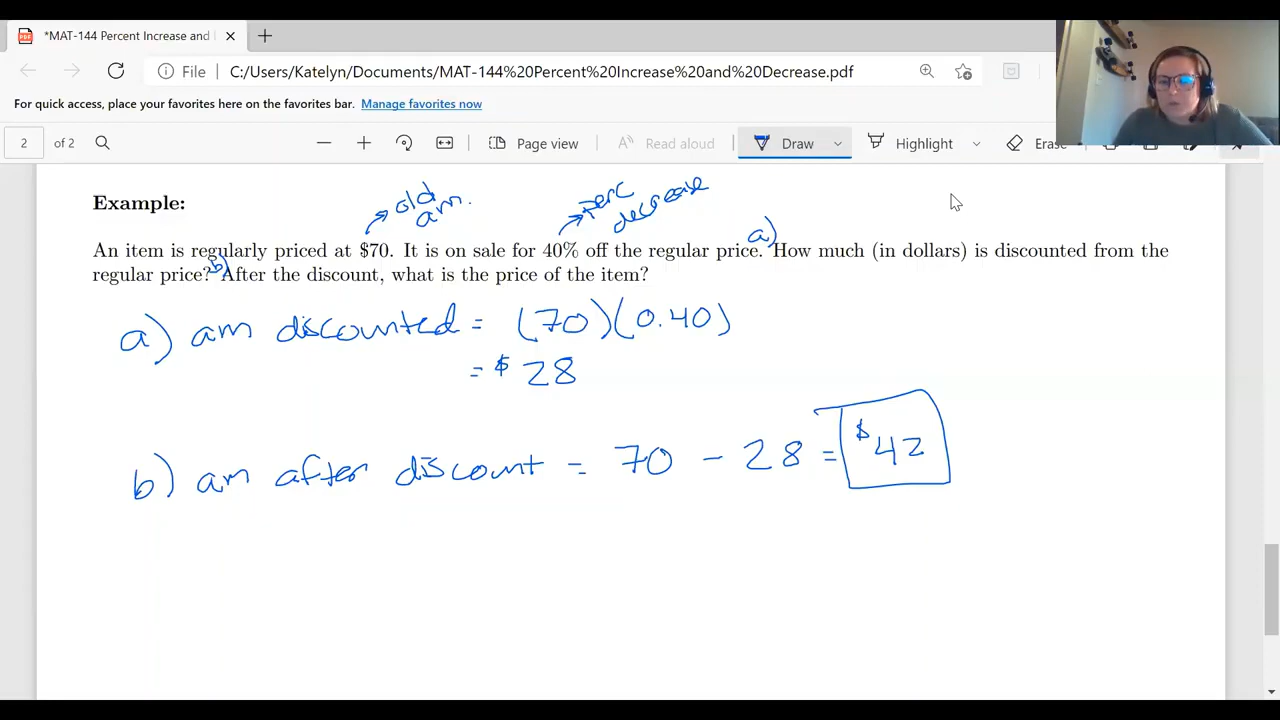 *MAT-144 Percent Increase and
File
C:/Users/Katelyn/Documents/MAT-144%20Percent%20Increase%20and%20Decrease.pdf
For quick access, place your favorites here on the favorites bar. Manage favorites now
2 of 2
Page view
Read aloud
Draw
Highlight
Erase
Example:
old am.
perc decrease
An item is regularly priced at $70. It is on sale for 40% off the regular price. a) How much (in dollars) is discounted from the
regular price? b) After the discount, what is the price of the item?
a) am discounted = (70)(0.40)
= $28
b) am after discount = 70 - 28 = $42